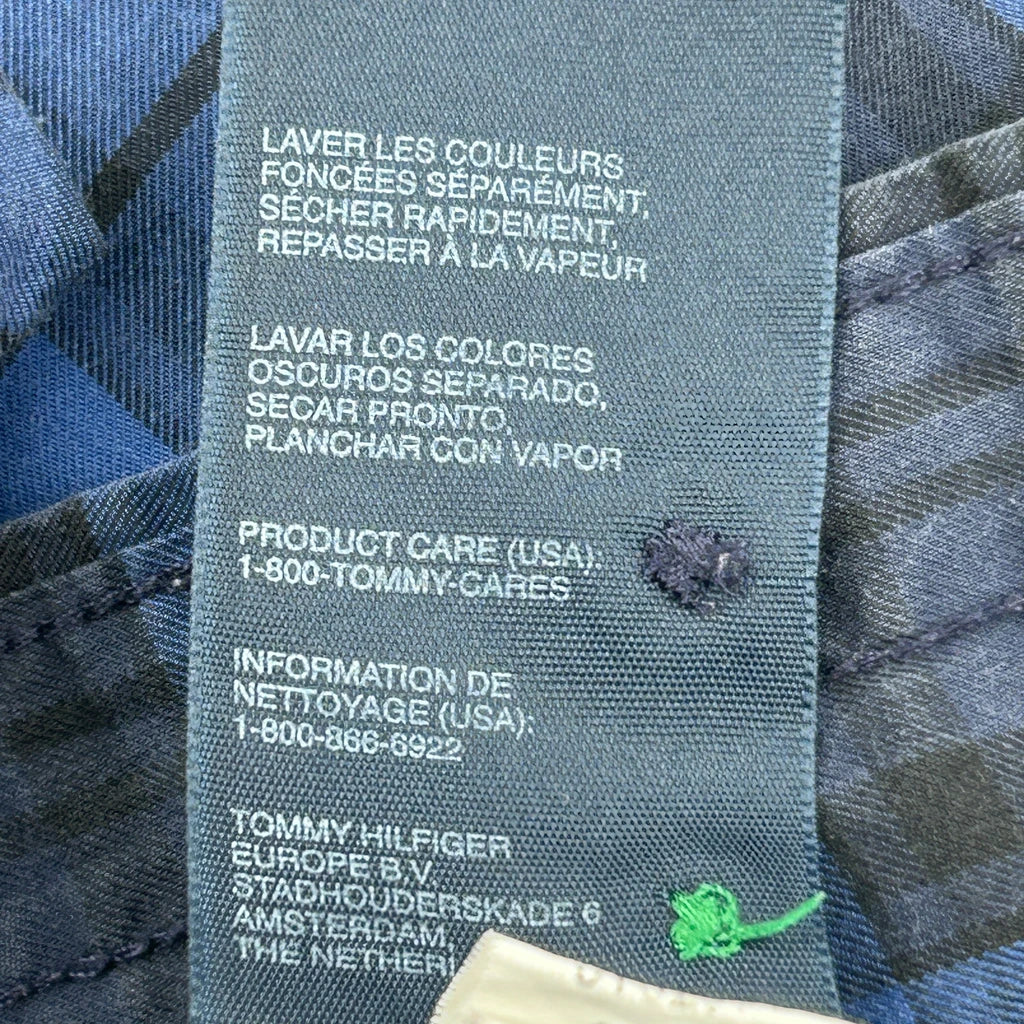 LAVER LES COULEURS
FONCÉES SÉPARÉMENT,
SÉCHER RAPIDEMENT,
REPASSER À LA VAPEUR
LAVAR LOS COLORES
OSCUROS SEPARADO,
SECAR PRONTO,
PLANCHAR CON VAPOR
PRODUCT CARE (USA):
1-800-TOMMY-CARES
INFORMATION DE
NETTOYAGE (USA):
1-800-866-6922
TOMMY HILFIGER
EUROPE B.V.
STADHOUDERSKADE 6
AMSTERDAM,
THE